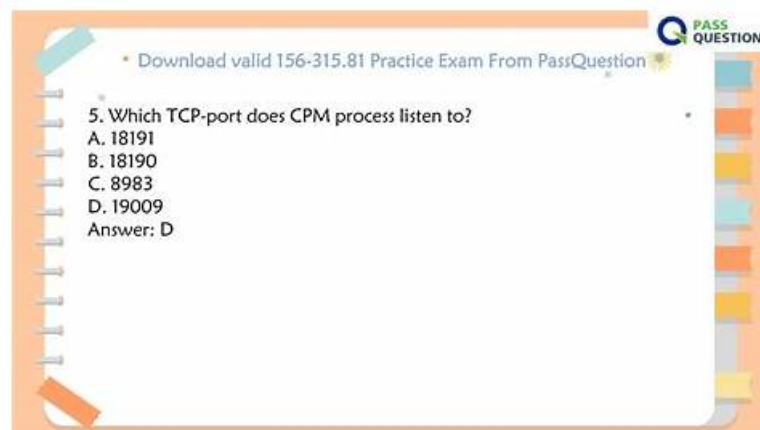 PASS
QUESTION
• Download valid 156-315.81 Practice Exam From PassQuestion
5. Which TCP-port does CPM process listen to?
A. 18191
B. 18190
C. 8983
D. 19009
Answer: D